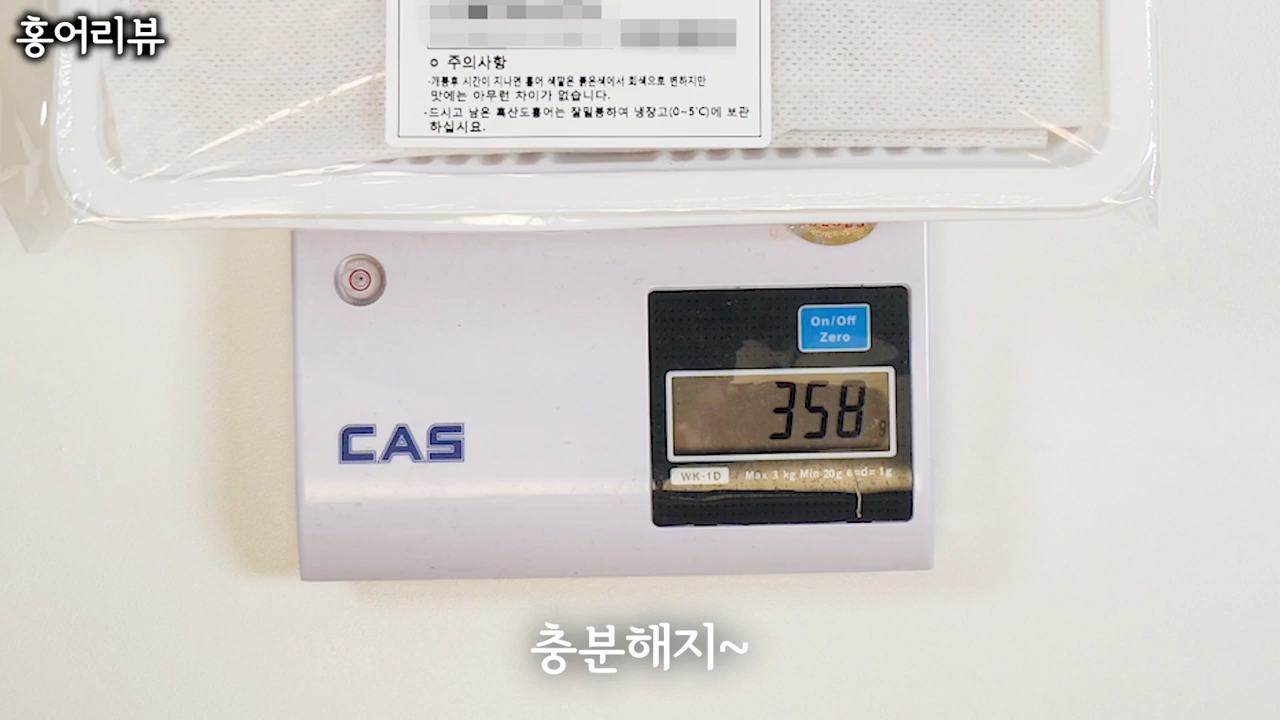 홍어리뷰
ㅇ 주의사항
-개봉후 시간이 지나면 홍어 색깔은 붉은색에서 회색으로 변하지만
맛에는 아무런 차이가 없습니다.
-드시고 남은 흑산도홍어는 잘밀봉하여 냉장고(0~5℃)에 보관
하십시요.
On/Off
Zero
358 g
CAS
WK-1D Max 3 kg Min 20g e=d=1g
충분해지~